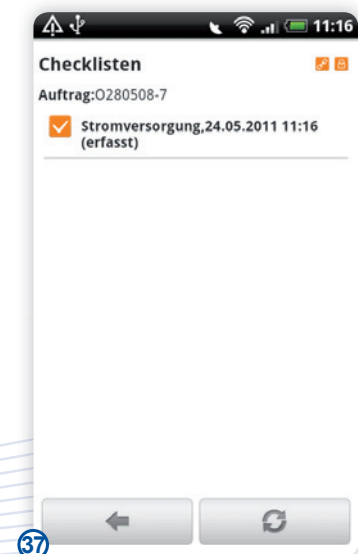 11:16
Checklisten
Auftrag:O280508-7
Stromversorgung,24.05.2011 11:16
(erfasst)
37